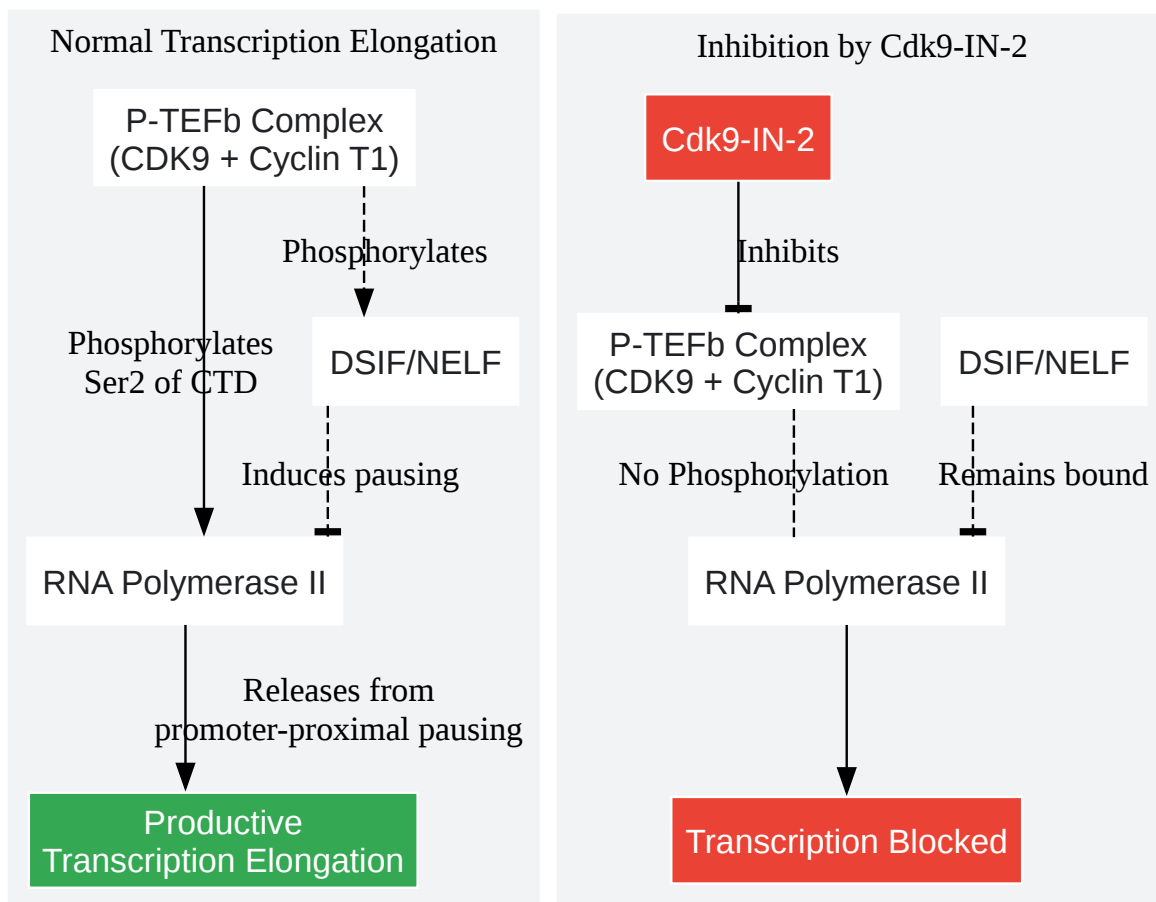 Normal Transcription Elongation
P-TEFb Complex
(CDK9 + Cyclin T1)
Phosphorylates
Phosphorylates
Ser2 of CTD
DSIF/NELF
Induces pausing
RNA Polymerase II
Releases from
promoter-proximal pausing
Productive
Transcription Elongation
Inhibition by Cdk9-IN-2
Cdk9-IN-2
Inhibits
P-TEFb Complex
(CDK9 + Cyclin T1)
DSIF/NELF
No Phosphorylation
Remains bound
RNA Polymerase II
Transcription Blocked